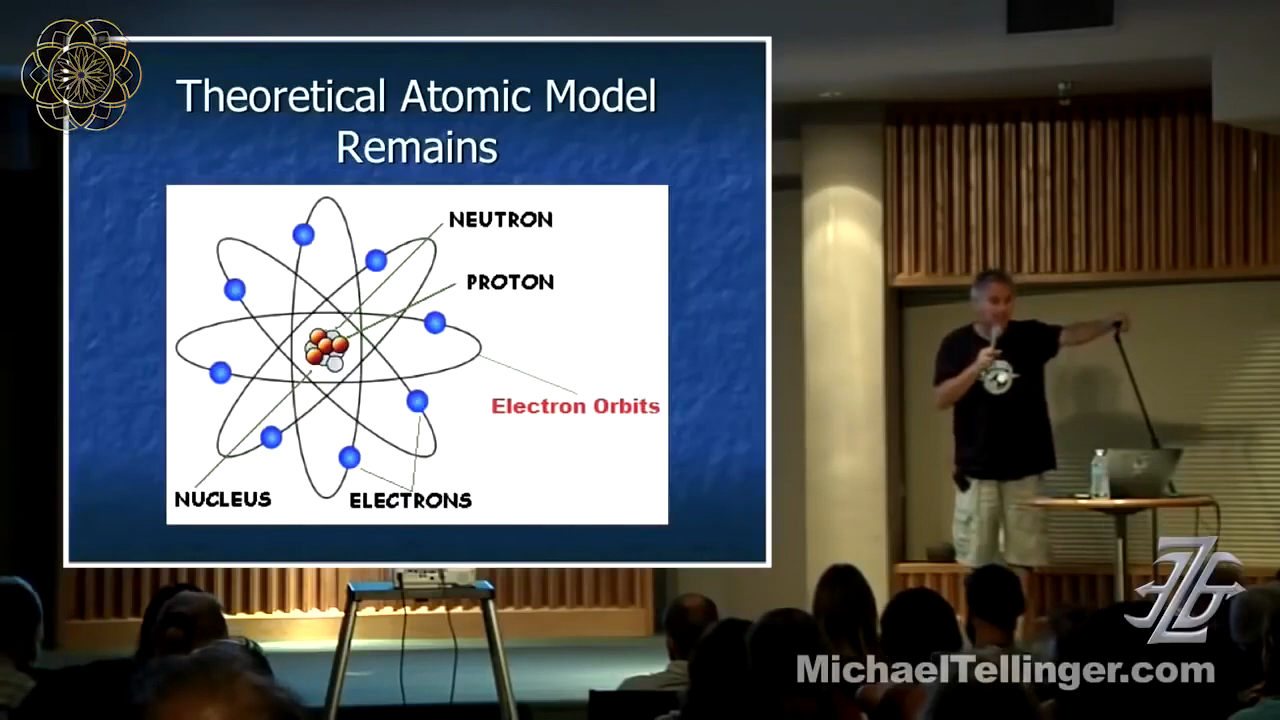 Theoretical Atomic Model
Remains
NEUTRON
PROTON
Electron Orbits
NUCLEUS
ELECTRONS
MichaelTellinger.com